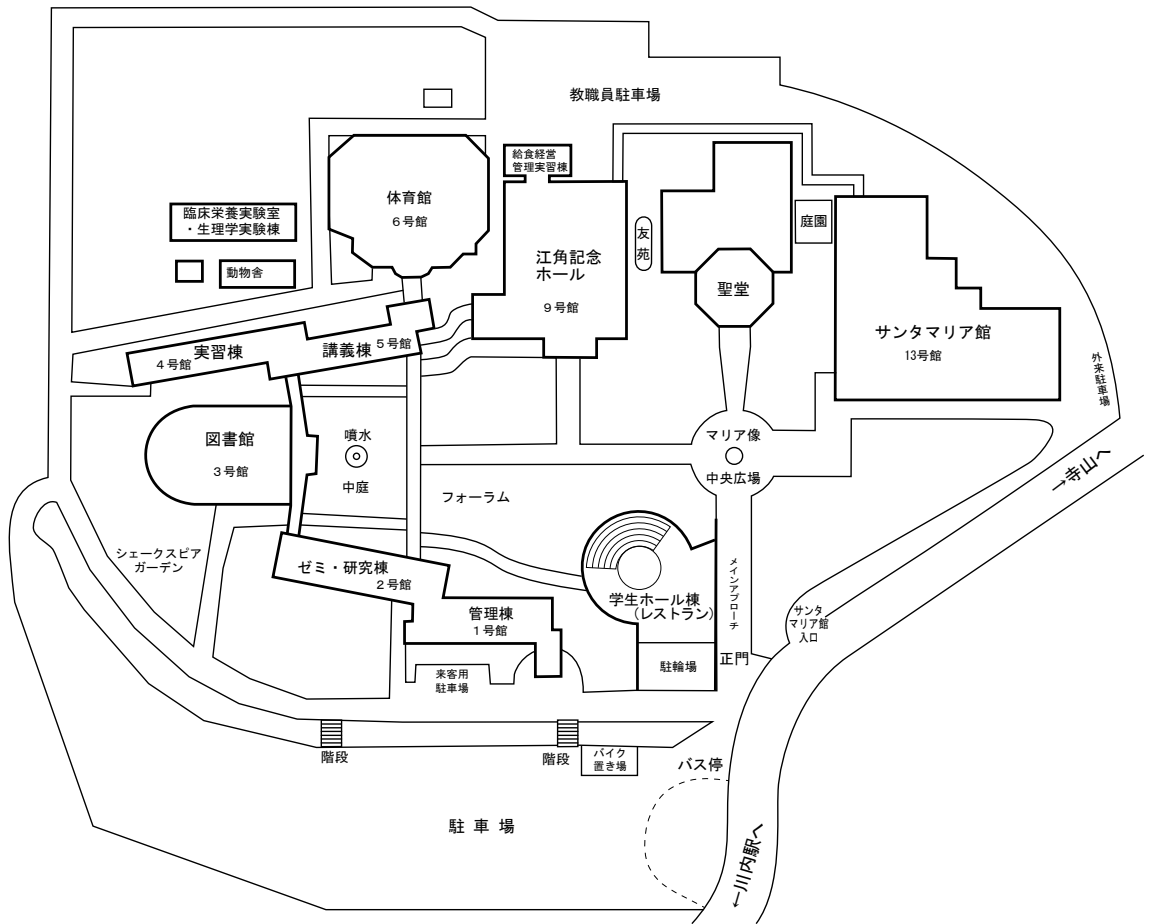 教職員駐車場
給食経営
管理実習棟
体育館
6号館
臨床栄養実験室
・生理学実験棟
動物舎
江角記念
ホール
9号館
友
苑
庭園
聖堂
サンタマリア館
13号館
外来駐車場
実習棟
4号館
講義棟
5号館
図書館
3号館
噴水
中庭
マリア像
中央広場
フォーラム
→寺山へ
シェークスピア
ガーデン
ゼミ・研究棟
2号館
管理棟
1号館
学生ホール棟
(レストラン)
メインアプローチ
サンタ
マリア館
入口
正門
駐輪場
来客用
駐車場
階段
階段
バイク
置き場
バス停
駐車場
←川内駅へ